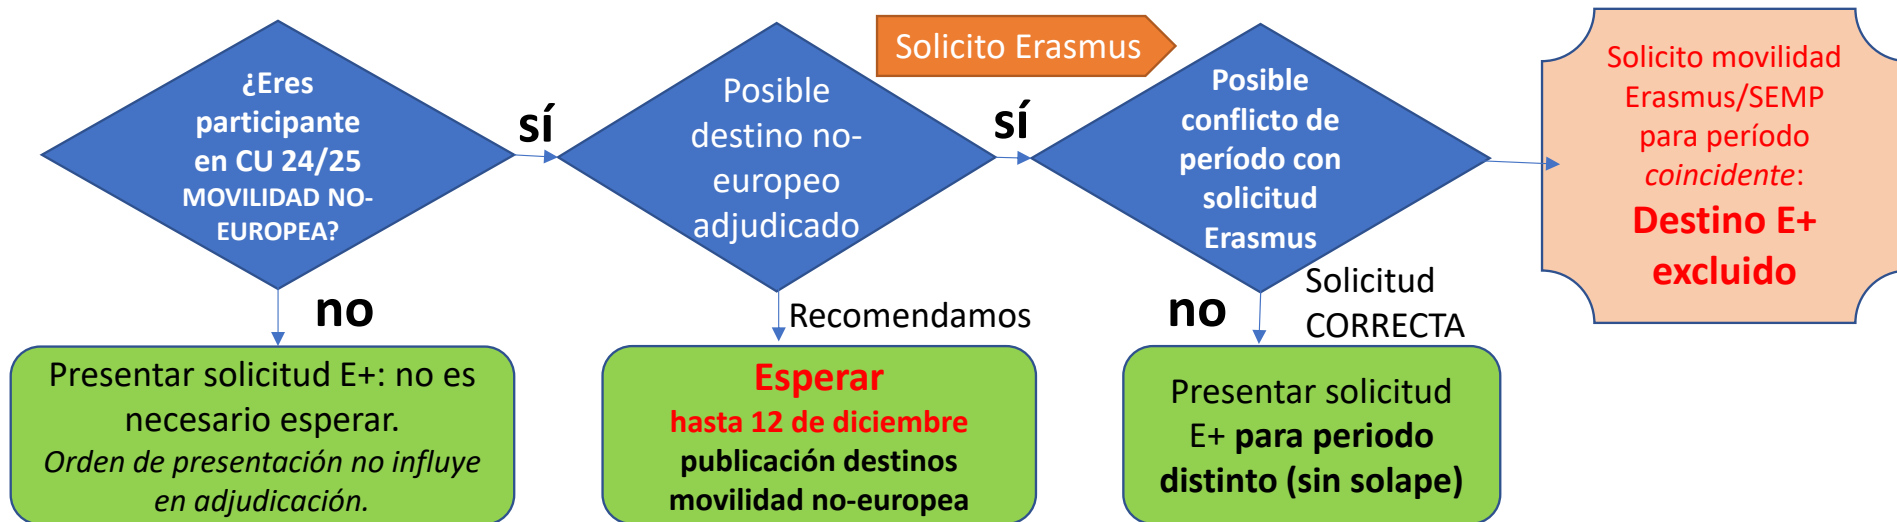 ¿Eres
participante
en CU 24/25
MOVILIDAD NO-
EUROPEA?
sí
no
Presentar solicitud E+: no es
necesario esperar.
Orden de presentación no influye
en adjudicación.
Posible
destino no-
europeo
adjudicado
Solicito Erasmus
sí
Recomendamos
Esperar
hasta 12 de diciembre
publicación destinos
movilidad no-europea
Posible
conflicto de
período con
solicitud
Erasmus
no
Solicitud
CORRECTA
Presentar solicitud
E+ para periodo
distinto (sin solape)
Solicito movilidad
Erasmus/SEMP
para período
coincidente:
Destino E+
excluido